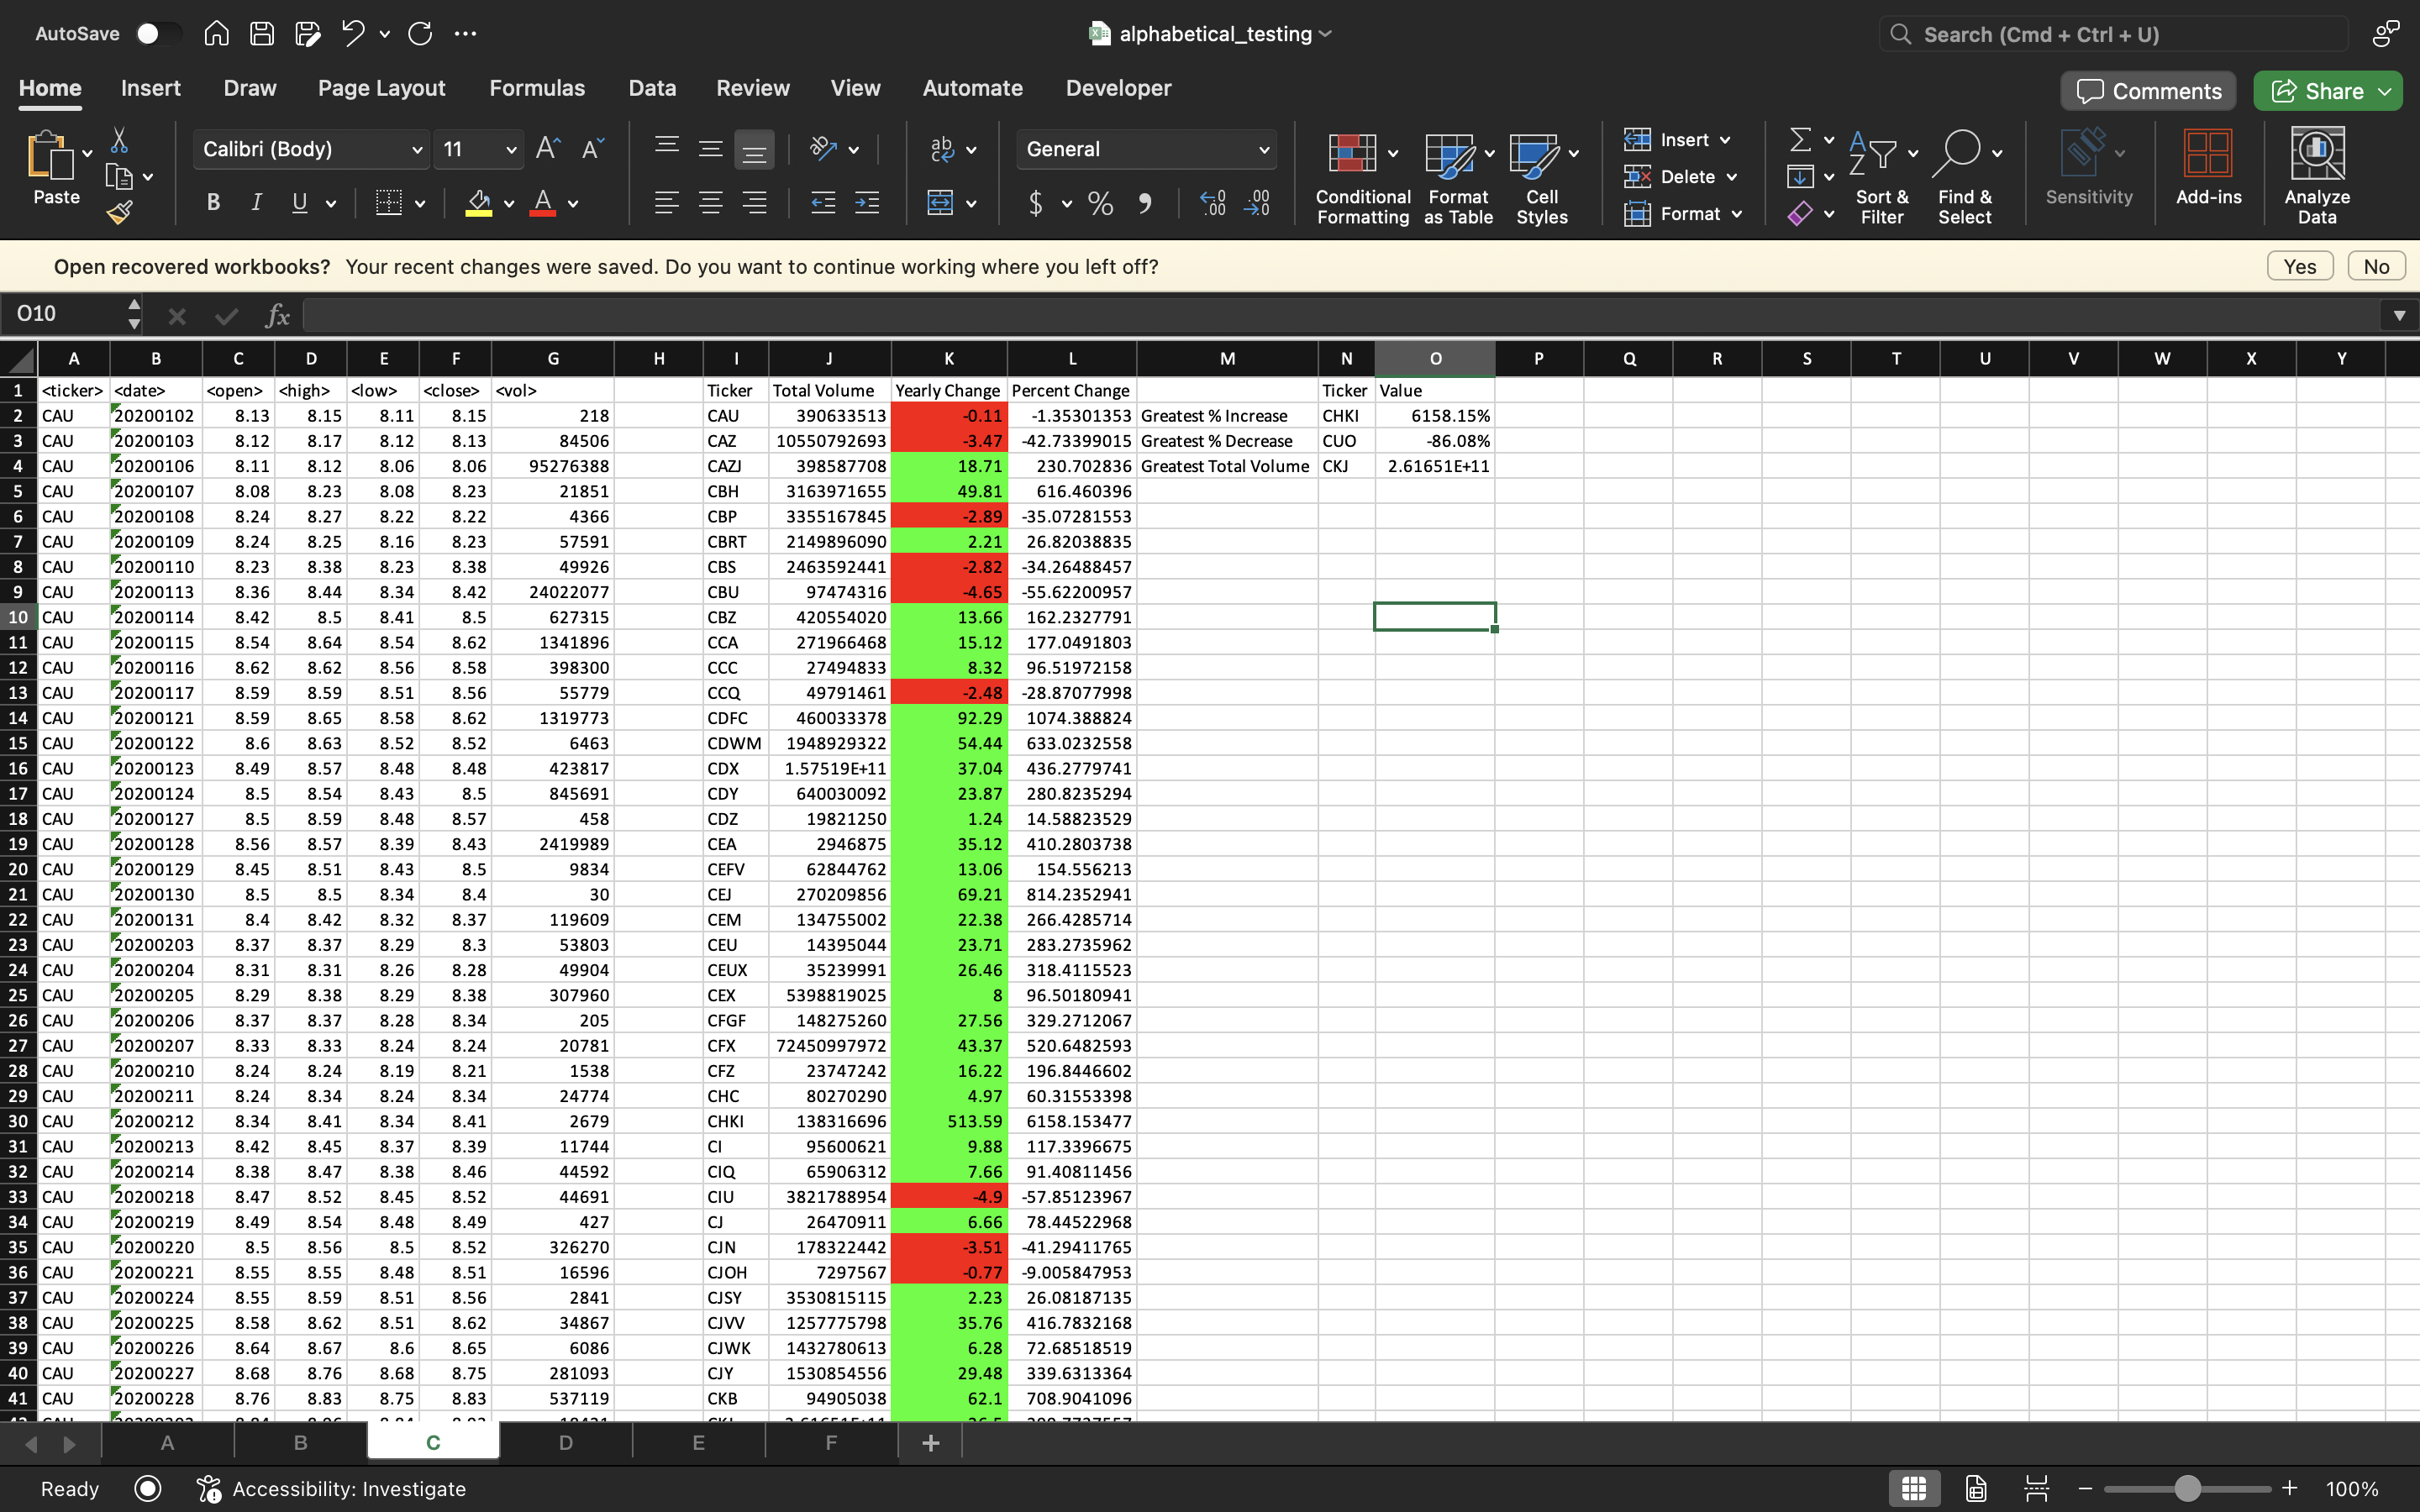 AutoSave
alphabetical_testing
Search (Cmd + Ctrl + U)
Home Insert Draw Page Layout Formulas Data Review View Automate Developer
Comments Share
Paste
Calibri (Body) 11
General
Conditional Formatting
Format as Table
Cell Styles
Insert
Delete
Format
Sort & Filter
Find & Select
Sensitivity
Add-ins
Analyze Data
Open recovered workbooks? Your recent changes were saved. Do you want to continue working where you left off? Yes No
O10 fx
A B C D E F G H I J K L M N O P Q R S T U V W X Y
1 <ticker> <date> <open> <high> <low> <close> <vol> Ticker Total Volume Yearly Change Percent Change Ticker Value
2 CAU 20200102 8.13 8.15 8.11 8.15 218 CAU 390633513 -0.11 -1.35301353 Greatest % Increase CHKI 6158.15%
3 CAU 20200103 8.12 8.17 8.12 8.13 84506 CAZ 10550792693 -3.47 -42.73399015 Greatest % Decrease CUO -86.08%
4 CAU 20200106 8.11 8.12 8.06 8.06 95276388 CAZJ 398587708 18.71 230.702836 Greatest Total Volume CKJ 2.61651E+11
5 CAU 20200107 8.08 8.23 8.08 8.23 21851 CBH 3163971655 49.81 616.460396
6 CAU 20200108 8.24 8.27 8.22 8.22 4366 CBP 3355167845 -2.89 -35.07281553
7 CAU 20200109 8.24 8.25 8.16 8.23 57591 CBRT 2149896090 2.21 26.82038835
8 CAU 20200110 8.23 8.38 8.23 8.38 49926 CBS 2463592441 -2.82 -34.26488457
9 CAU 20200113 8.36 8.44 8.34 8.42 24022077 CBU 97474316 -4.65 -55.62200957
10 CAU 20200114 8.42 8.5 8.41 8.5 627315 CBZ 420554020 13.66 162.2327791
11 CAU 20200115 8.54 8.64 8.54 8.62 1341896 CCA 271966468 15.12 177.0491803
12 CAU 20200116 8.62 8.62 8.56 8.58 398300 CCC 27494833 8.32 96.51972158
13 CAU 20200117 8.59 8.59 8.51 8.56 55779 CCQ 49791461 -2.48 -28.87077998
14 CAU 20200121 8.59 8.65 8.58 8.62 1319773 CDFC 460033378 92.29 1074.388824
15 CAU 20200122 8.6 8.63 8.52 8.52 6463 CDWM 1948929322 54.44 633.0232558
16 CAU 20200123 8.49 8.57 8.48 8.48 423817 CDX 1.57519E+11 37.04 436.2779741
17 CAU 20200124 8.5 8.54 8.43 8.5 845691 CDY 640030092 23.87 280.8235294
18 CAU 20200127 8.5 8.59 8.48 8.57 458 CDZ 19821250 1.24 14.58823529
19 CAU 20200128 8.56 8.57 8.39 8.43 2419989 CEA 2946875 35.12 410.2803738
20 CAU 20200129 8.45 8.51 8.43 8.5 9834 CEFV 62844762 13.06 154.556213
21 CAU 20200130 8.5 8.5 8.34 8.4 30 CEJ 270209856 69.21 814.2352941
22 CAU 20200131 8.4 8.42 8.32 8.37 119609 CEM 134755002 22.38 266.4285714
23 CAU 20200203 8.37 8.37 8.29 8.3 53803 CEU 14395044 23.71 283.2735962
24 CAU 20200204 8.31 8.31 8.26 8.28 49904 CEUX 35239991 26.46 318.4115523
25 CAU 20200205 8.29 8.38 8.29 8.38 307960 CEX 5398819025 8 96.50180941
26 CAU 20200206 8.37 8.37 8.28 8.34 205 CFGF 148275260 27.56 329.2712067
27 CAU 20200207 8.33 8.33 8.24 8.24 20781 CFX 72450997972 43.37 520.6482593
28 CAU 20200210 8.24 8.24 8.19 8.21 1538 CFZ 23747242 16.22 196.8446602
29 CAU 20200211 8.24 8.34 8.24 8.34 24774 CHC 80270290 4.97 60.31553398
30 CAU 20200212 8.34 8.41 8.34 8.41 2679 CHKI 138316696 513.59 6158.153477
31 CAU 20200213 8.42 8.45 8.37 8.39 11744 CI 95600621 9.88 117.3396675
32 CAU 20200214 8.38 8.47 8.38 8.46 44592 CIQ 65906312 7.66 91.40811456
33 CAU 20200218 8.47 8.52 8.45 8.52 44691 CIU 3821788954 -4.9 -57.85123967
34 CAU 20200219 8.49 8.54 8.48 8.49 427 CJ 26470911 6.66 78.44522968
35 CAU 20200220 8.5 8.56 8.5 8.52 326270 CJN 178322442 -3.51 -41.29411765
36 CAU 20200221 8.55 8.55 8.48 8.51 16596 CJOH 7297567 -0.77 -9.005847953
37 CAU 20200224 8.55 8.59 8.51 8.56 2841 CJSY 3530815115 2.23 26.08187135
38 CAU 20200225 8.58 8.62 8.51 8.62 34867 CJVV 1257775798 35.76 416.7832168
39 CAU 20200226 8.64 8.67 8.6 8.65 6086 CJWK 1432780613 6.28 72.68518519
40 CAU 20200227 8.68 8.76 8.68 8.75 281093 CJY 1530854556 29.48 339.6313364
41 CAU 20200228 8.76 8.83 8.75 8.83 537119 CKB 94905038 62.1 708.9041096
A B C D E F +
Ready Accessibility: Investigate 100%